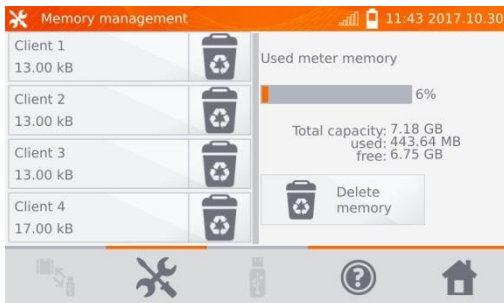 Memory management
11:43 2017.10.30
Client 1
13.00 kB
Client 2
13.00 kB
Client 3
13.00 kB
Client 4
17.00 kB
Used meter memory
6%
Total capacity: 7.18 GB
used: 443.64 MB
free: 6.75 GB
Delete
memory
?